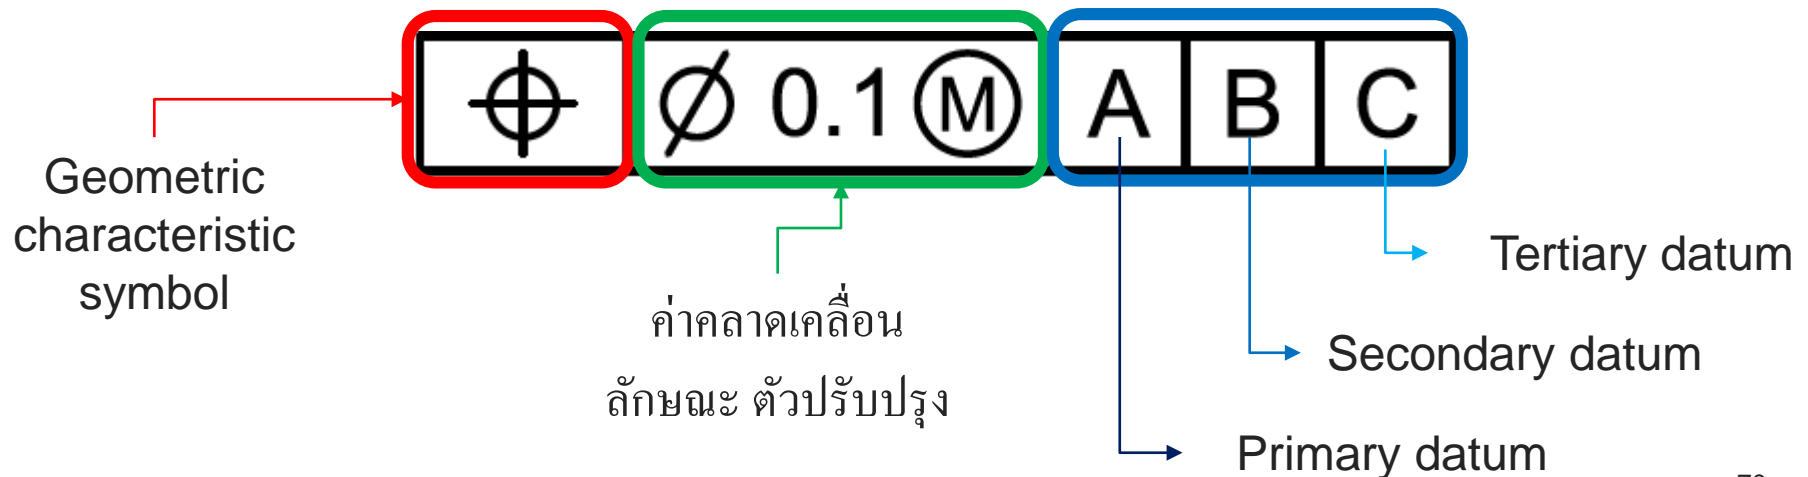 ⌖ ⌀ 0.1 Ⓜ A B C
Geometric
characteristic
symbol
ค่าคลาดเคลื่อน
ลักษณะ ตัวปรับปรุง
Tertiary datum
Secondary datum
Primary datum